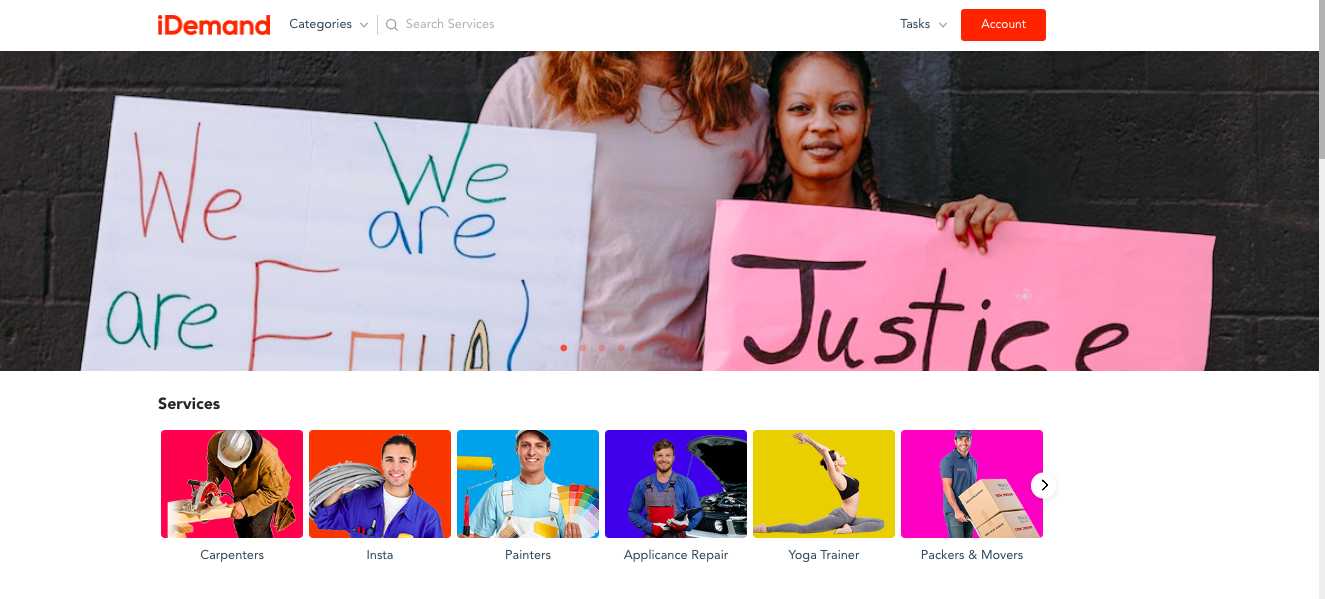 iDemand
Categories
Search Services
Tasks
Account
We
are
We
are
Equal
Justice
Services
Carpenters
Insta
Painters
Applicance Repair
Yoga Trainer
Packers & Movers